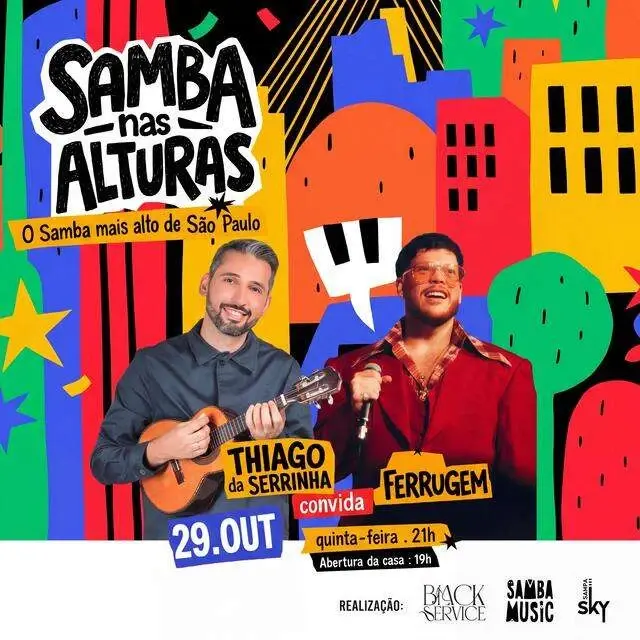 SAMBA
nas
ALTURAS
O Samba mais alto de São Paulo
THIAGO
da SERRINHA
convida
FERRUGEM
29.OUT
quinta-feira . 21h
Abertura da casa : 19h
REALIZAÇÃO:
BLACK
SERVICE
SAMBA
MUSIC
SAMPA
sky